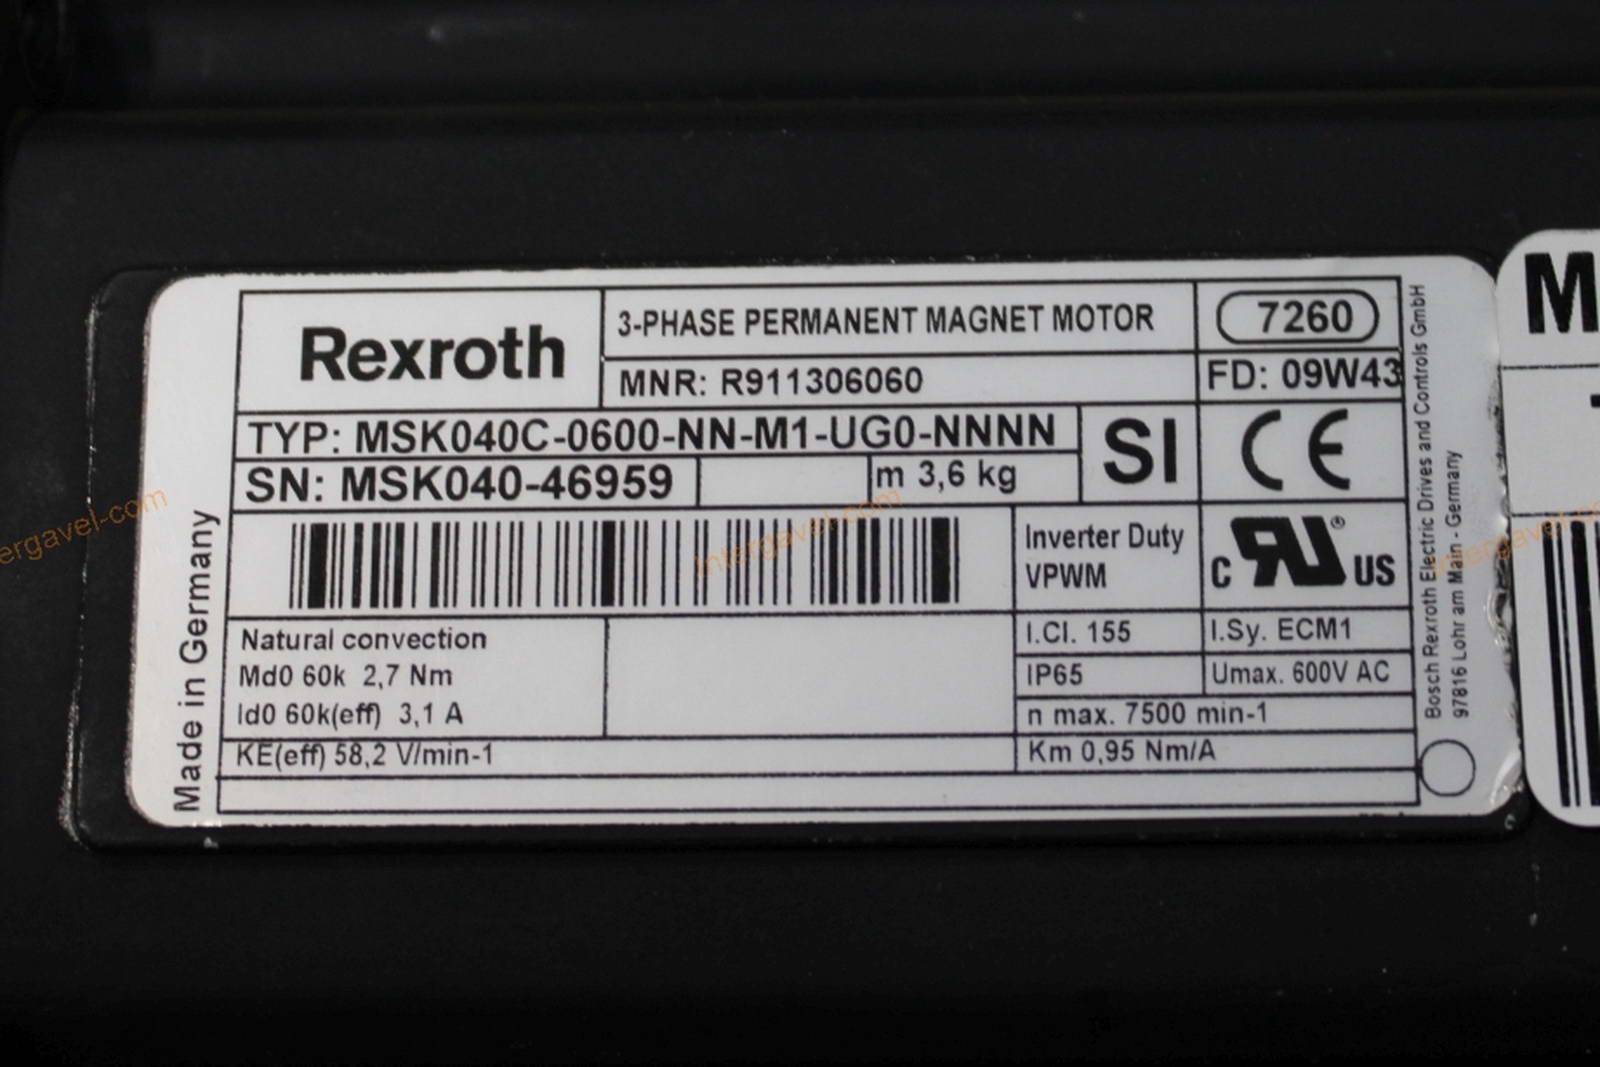 Rexroth
3-PHASE PERMANENT MAGNET MOTOR
7260
MNR: R911306060
FD: 09W43
TYP: MSK040C-0600-NN-M1-UG0-NNNN
SI
CE
SN: MSK040-46959
m 3,6 kg
Inverter Duty
VPWM
c RU® US
Natural convection
Md0 60k 2,7 Nm
Id0 60k(eff) 3,1 A
I.Cl. 155
I.Sy. ECM1
IP65
Umax. 600V AC
n max. 7500 min-1
KE(eff) 58,2 V/min-1
Km 0,95 Nm/A
Made in Germany
Bosch Rexroth Electric Drives and Controls GmbH
97816 Lohr am Main - Germany
M
Intergavel-com